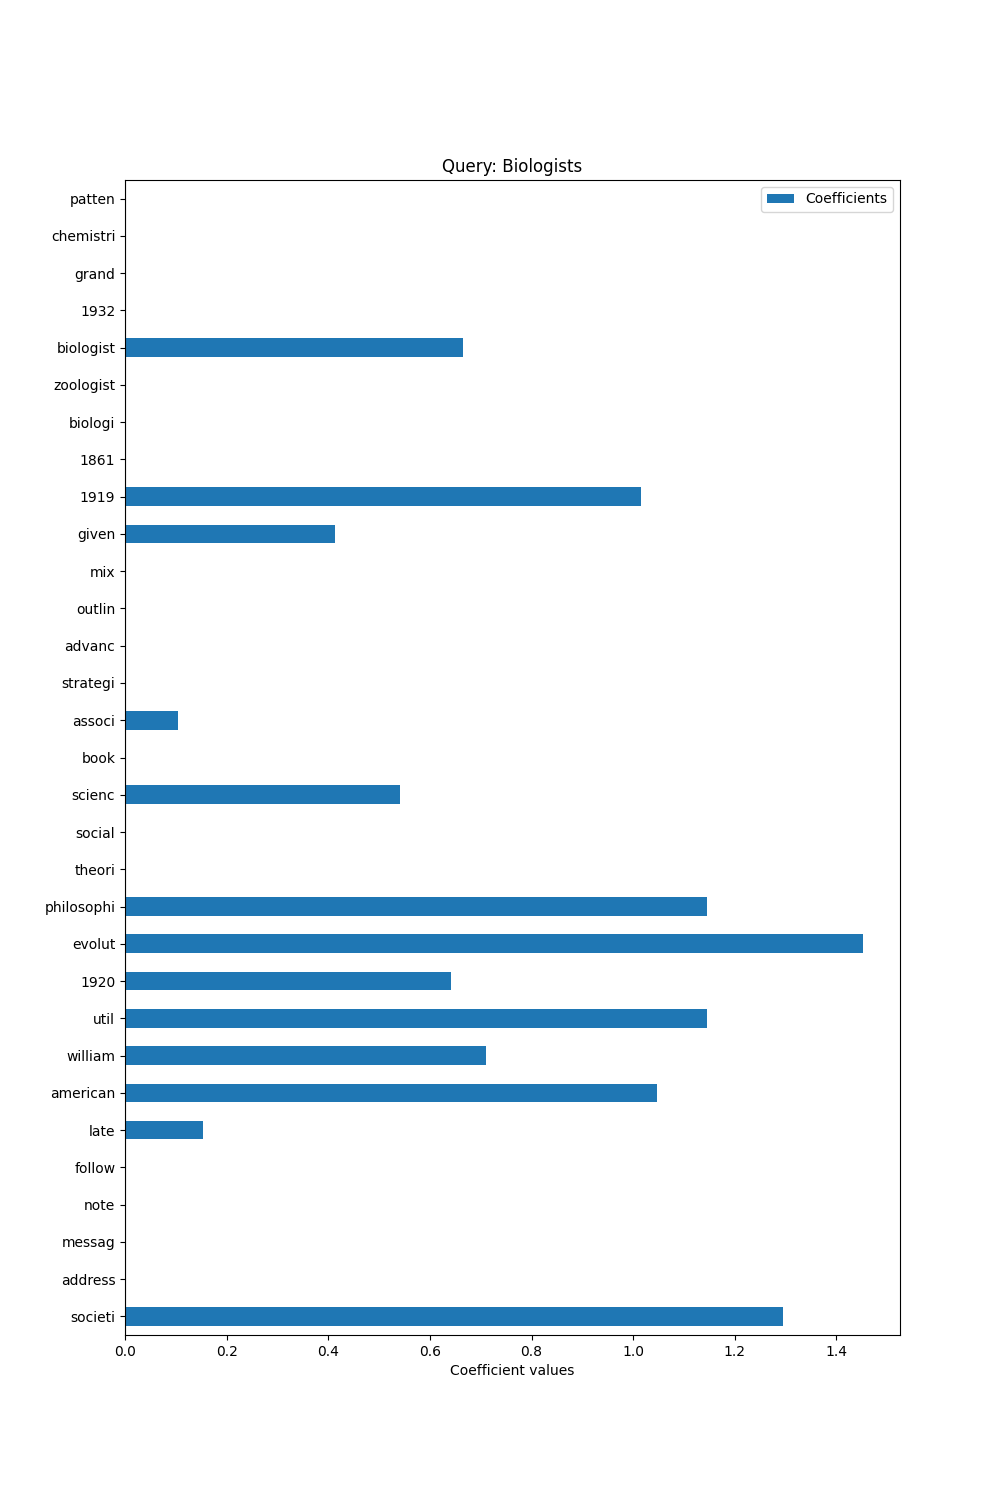 Query: Biologists
Coefficients
patten
chemistri
grand
1932
biologist
zoologist
biologi
1861
1919
given
mix
outlin
advanc
strategi
associ
book
scienc
social
theori
philosophi
evolut
1920
util
william
american
late
follow
note
messag
address
societi
0.0 0.2 0.4 0.6 0.8 1.0 1.2 1.4
Coefficient values